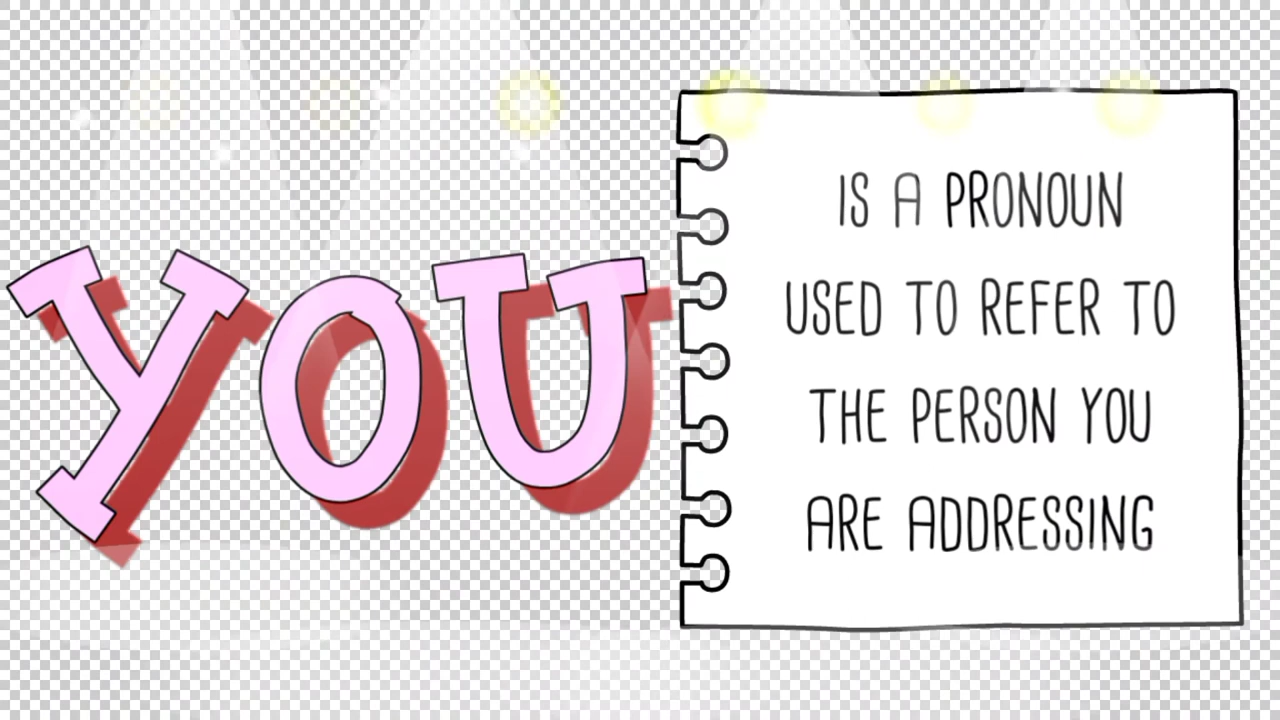 YOU
IS A PRONOUN
USED TO REFER TO
THE PERSON YOU
ARE ADDRESSING